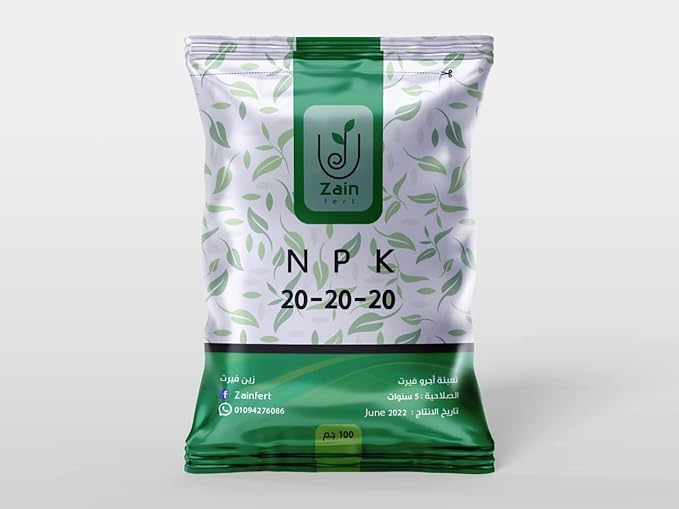 Zain
fert
N P K
20-20-20
زين فيرت
Zainfert
01094276086
تعبئة أجرو فيرت
الصلاحية : 5 سنوات
تاريخ الانتاج : June 2022
100 جم